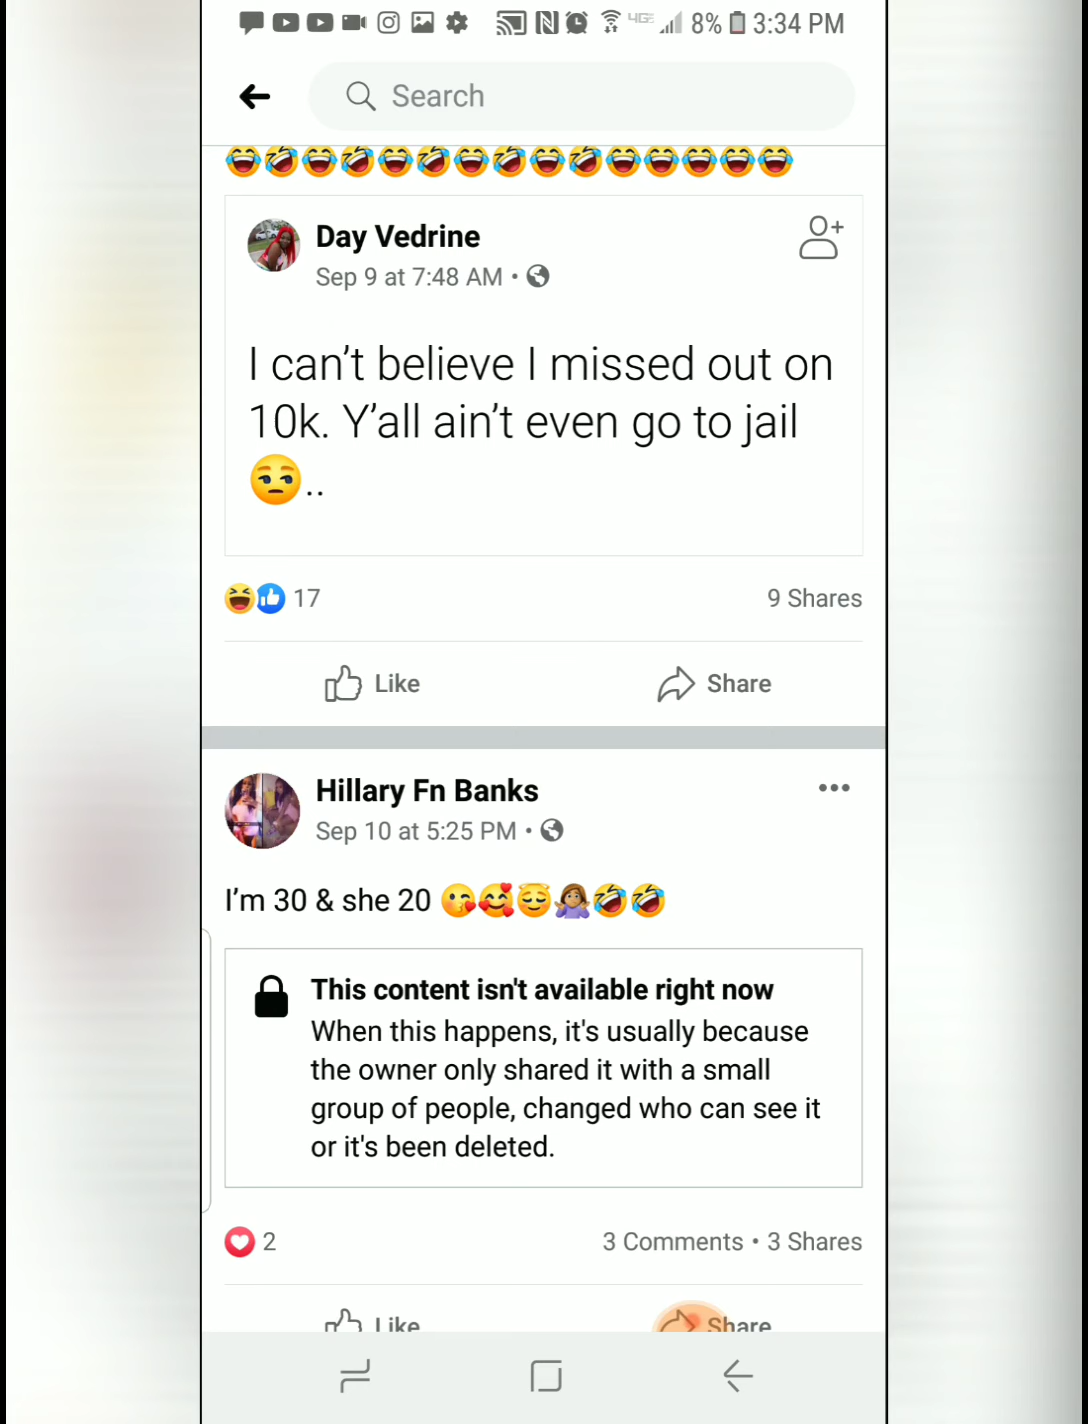 4GE 8% 3:34 PM
Search
😂🤣😂🤣😂🤣😂🤣😂🤣😂😂😂😂😂
Day Vedrine
Sep 9 at 7:48 AM •
I can't believe I missed out on
10k. Y'all ain't even go to jail
😒..
17 9 Shares
Like Share
Hillary Fn Banks
Sep 10 at 5:25 PM •
I'm 30 & she 20 😘🥰😇🤷🏽‍♀️🤣🤣
This content isn't available right now
When this happens, it's usually because
the owner only shared it with a small
group of people, changed who can see it
or it's been deleted.
2 3 Comments • 3 Shares
Like Share